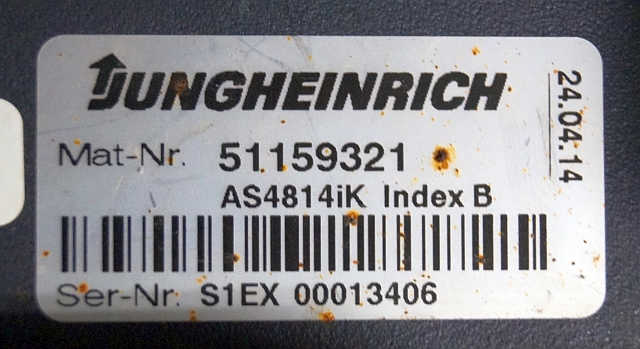 JUNGHEINRICH
24.04.14
Mat-Nr. 51159321
AS4814iK Index B
Ser-Nr. S1EX 00013406